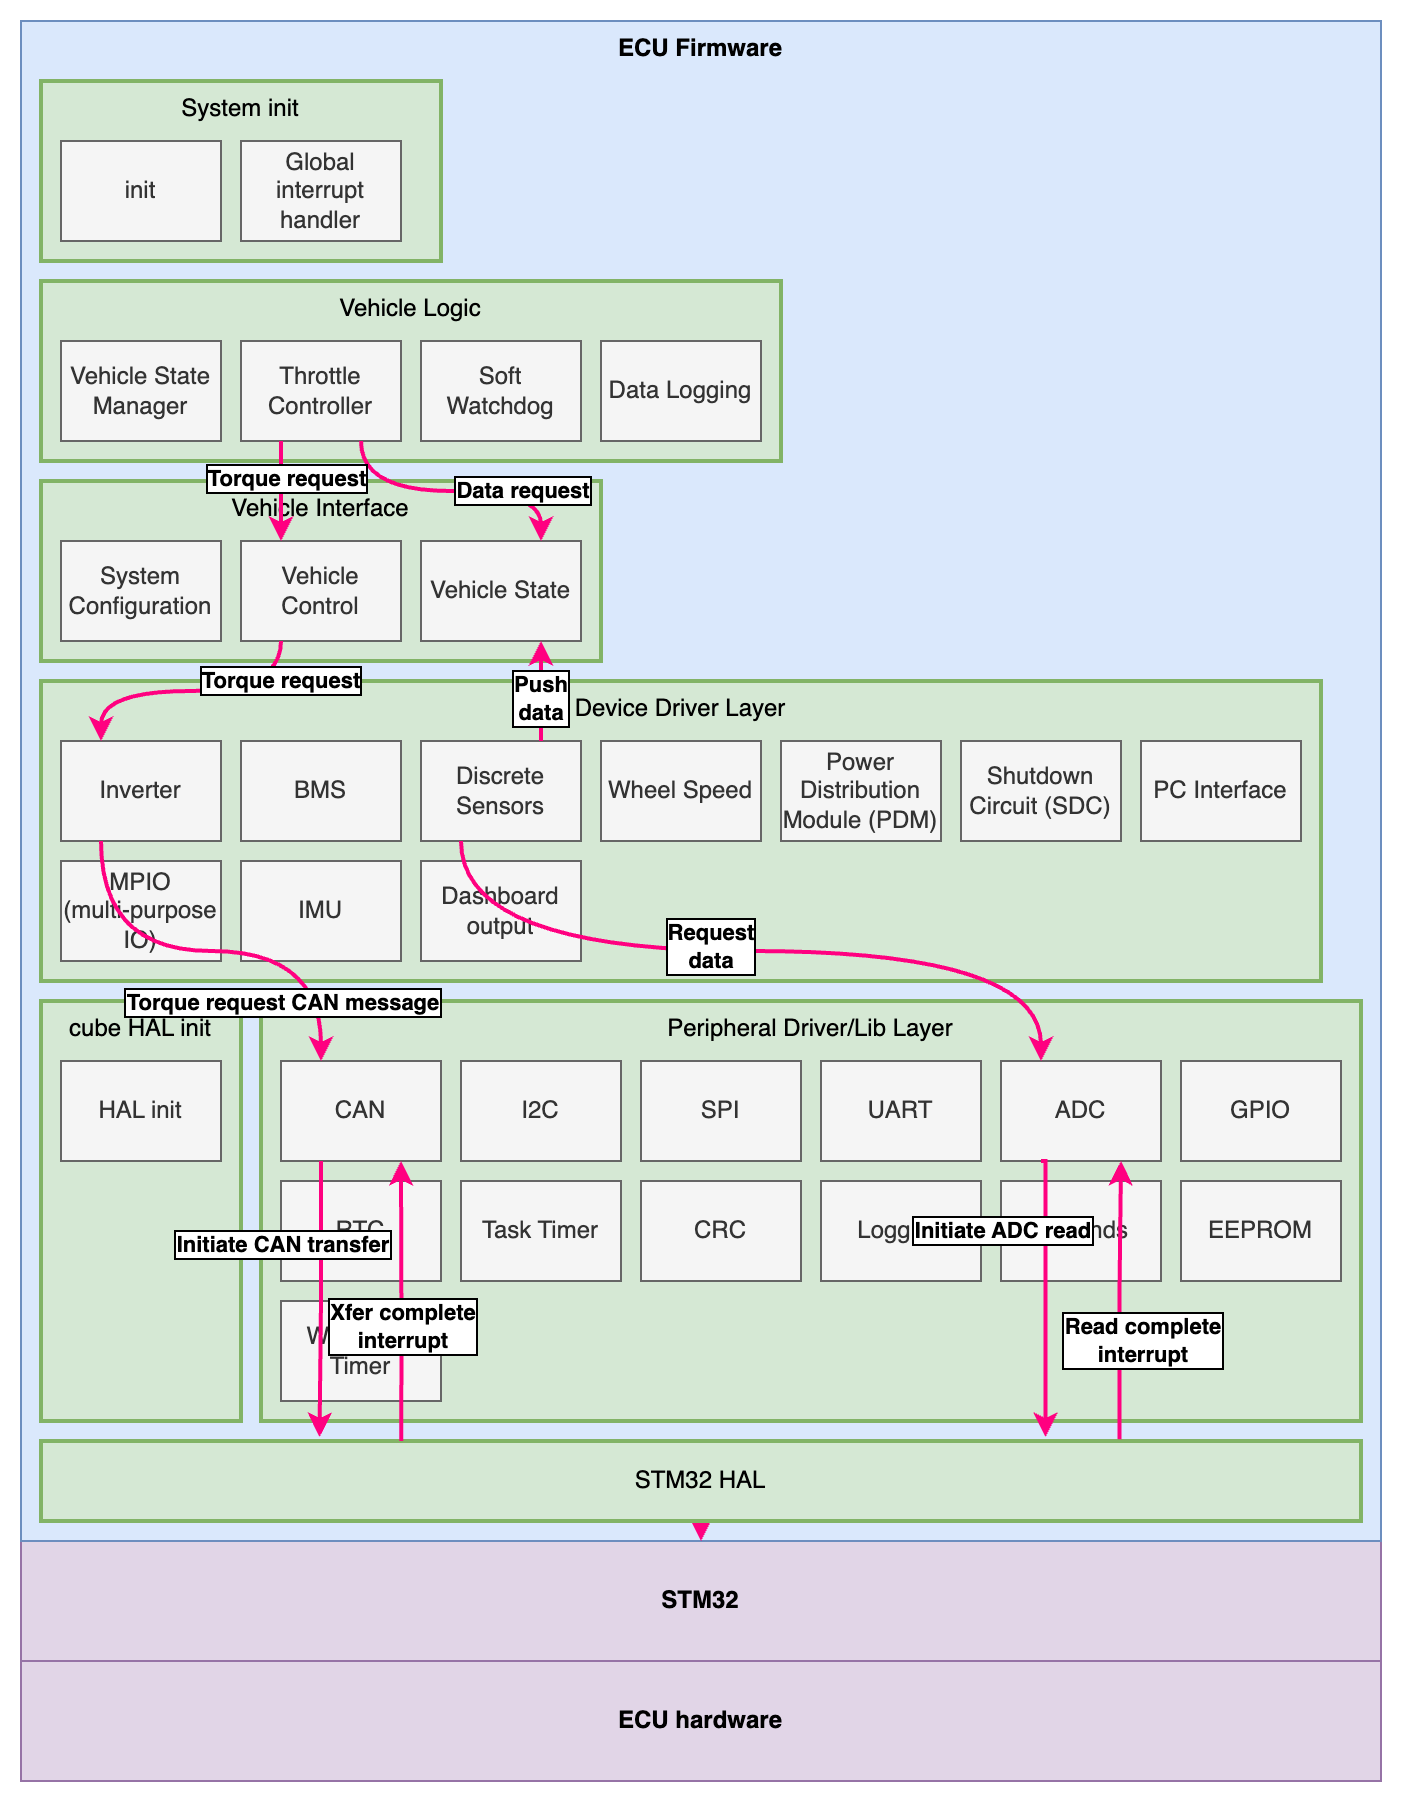 ECU Firmware
System init
init
Global
interrupt
handler
Vehicle Logic
Vehicle State
Manager
Throttle
Controller
Soft
Watchdog
Data Logging
Torque request
Data request
Vehicle Interface
System
Configuration
Vehicle
Control
Vehicle State
Torque request
Push
data
Device Driver Layer
Inverter
BMS
Discrete
Sensors
Wheel Speed
Power
Distribution
Module (PDM)
Shutdown
Circuit (SDC)
PC Interface
MPIO
(multi-purpose
IO)
IMU
Dashboard
output
Request
data
Torque request CAN message
cube HAL init
HAL init
Peripheral Driver/Lib Layer
CAN
I2C
SPI
UART
ADC
GPIO
RTC
Initiate CAN transfer
Task Timer
CRC
Initiate ADC read
EEPROM
Xfer complete
interrupt
Timer
Read complete
interrupt
STM32 HAL
STM32
ECU hardware